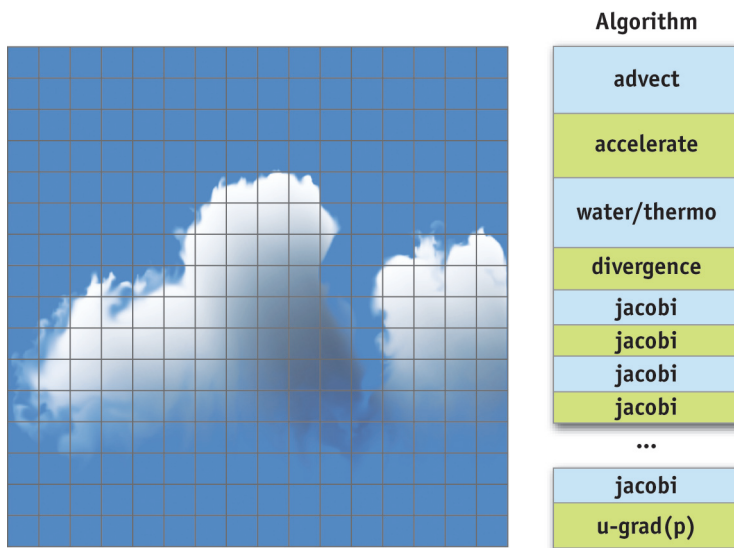 Algorithm
advect
accelerate
water/thermo
divergence
jacobi
jacobi
jacobi
jacobi
...
jacobi
u-grad(p)